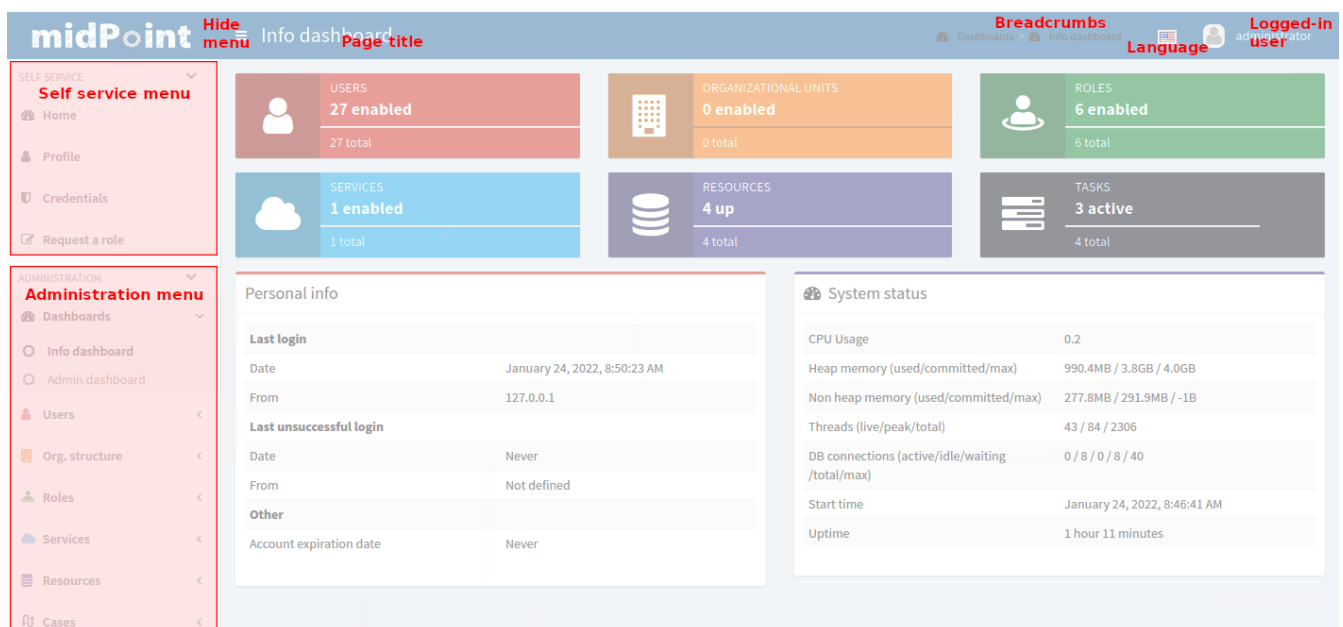 midPoint
Hide
menu
Info dashboard
Page title
Breadcrumbs
Dashboards > Info dashboard
Language
Logged-in
user
administrator
SELF SERVICE
Self service menu
Home
Profile
Credentials
Request a role
ADMINISTRATION
Administration menu
Dashboards
Info dashboard
Admin dashboard
Users
Org. structure
Roles
Services
Resources
Cases
USERS
27 enabled
27 total
ORGANIZATIONAL UNITS
0 enabled
0 total
ROLES
6 enabled
6 total
SERVICES
1 enabled
1 total
RESOURCES
4 up
4 total
TASKS
3 active
4 total
Personal info
Last login
Date January 24, 2022, 8:50:23 AM
From 127.0.0.1
Last unsuccessful login
Date Never
From Not defined
Other
Account expiration date Never
System status
CPU Usage 0.2
Heap memory (used/committed/max) 990.4MB / 3.8GB / 4.0GB
Non heap memory (used/committed/max) 277.8MB / 291.9MB / -1B
Threads (live/peak/total) 43 / 84 / 2306
DB connections (active/idle/waiting 0 / 8 / 0 / 8 / 40
/total/max)
Start time January 24, 2022, 8:46:41 AM
Uptime 1 hour 11 minutes